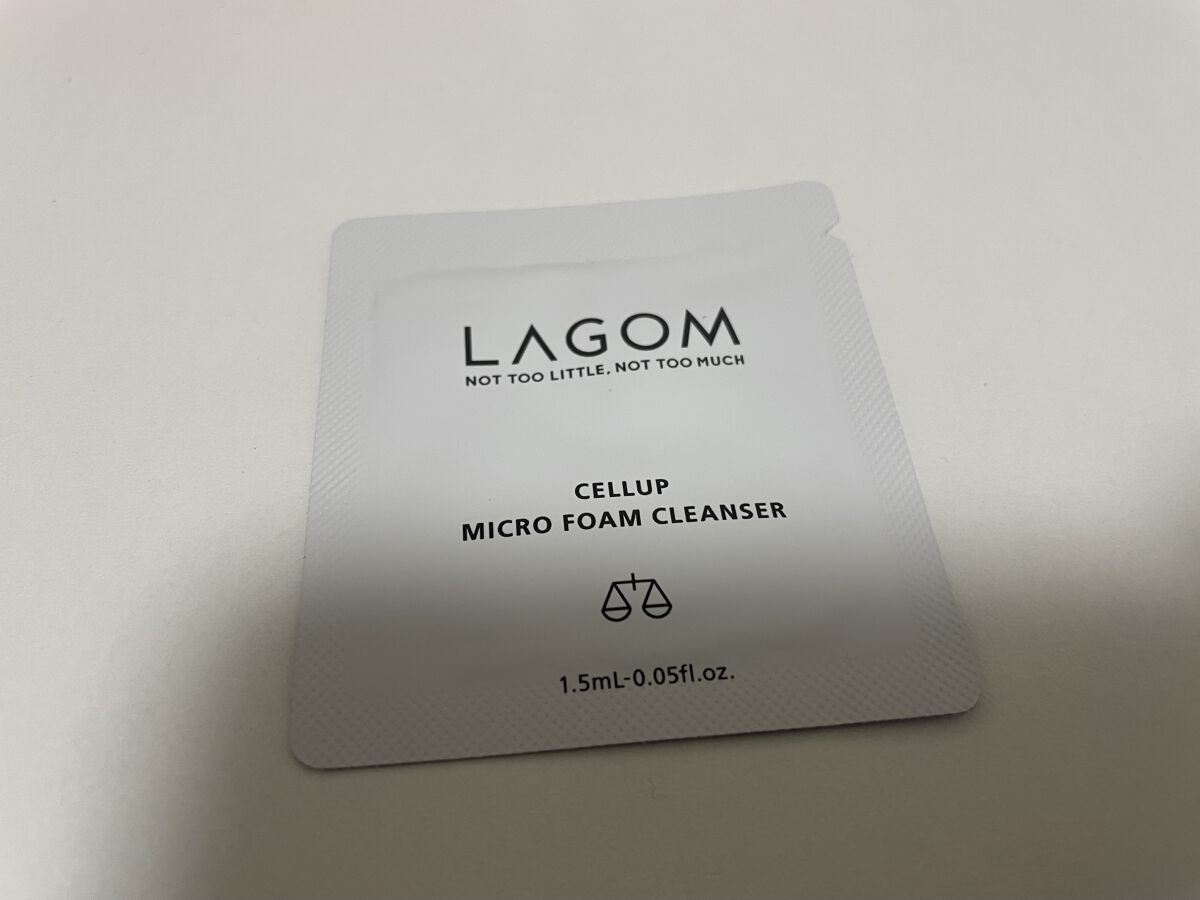 LAGOM
NOT TOO LITTLE, NOT TOO MUCH
CELLUP
MICRO FOAM CLEANSER
1.5mL-0.05fl.oz.